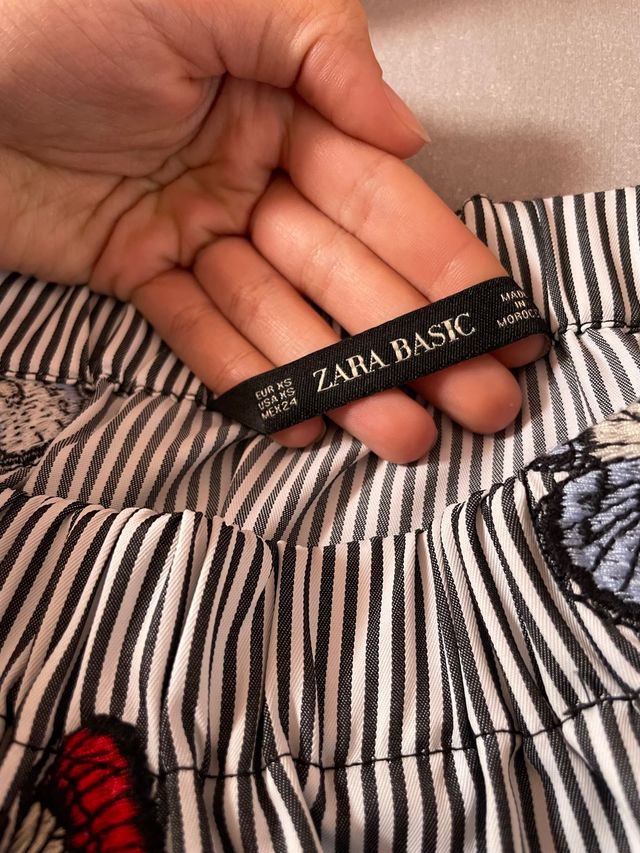 EUR XS
USA XS
MEX 24
ZARA BASIC
MADE
IN
MOROCCO